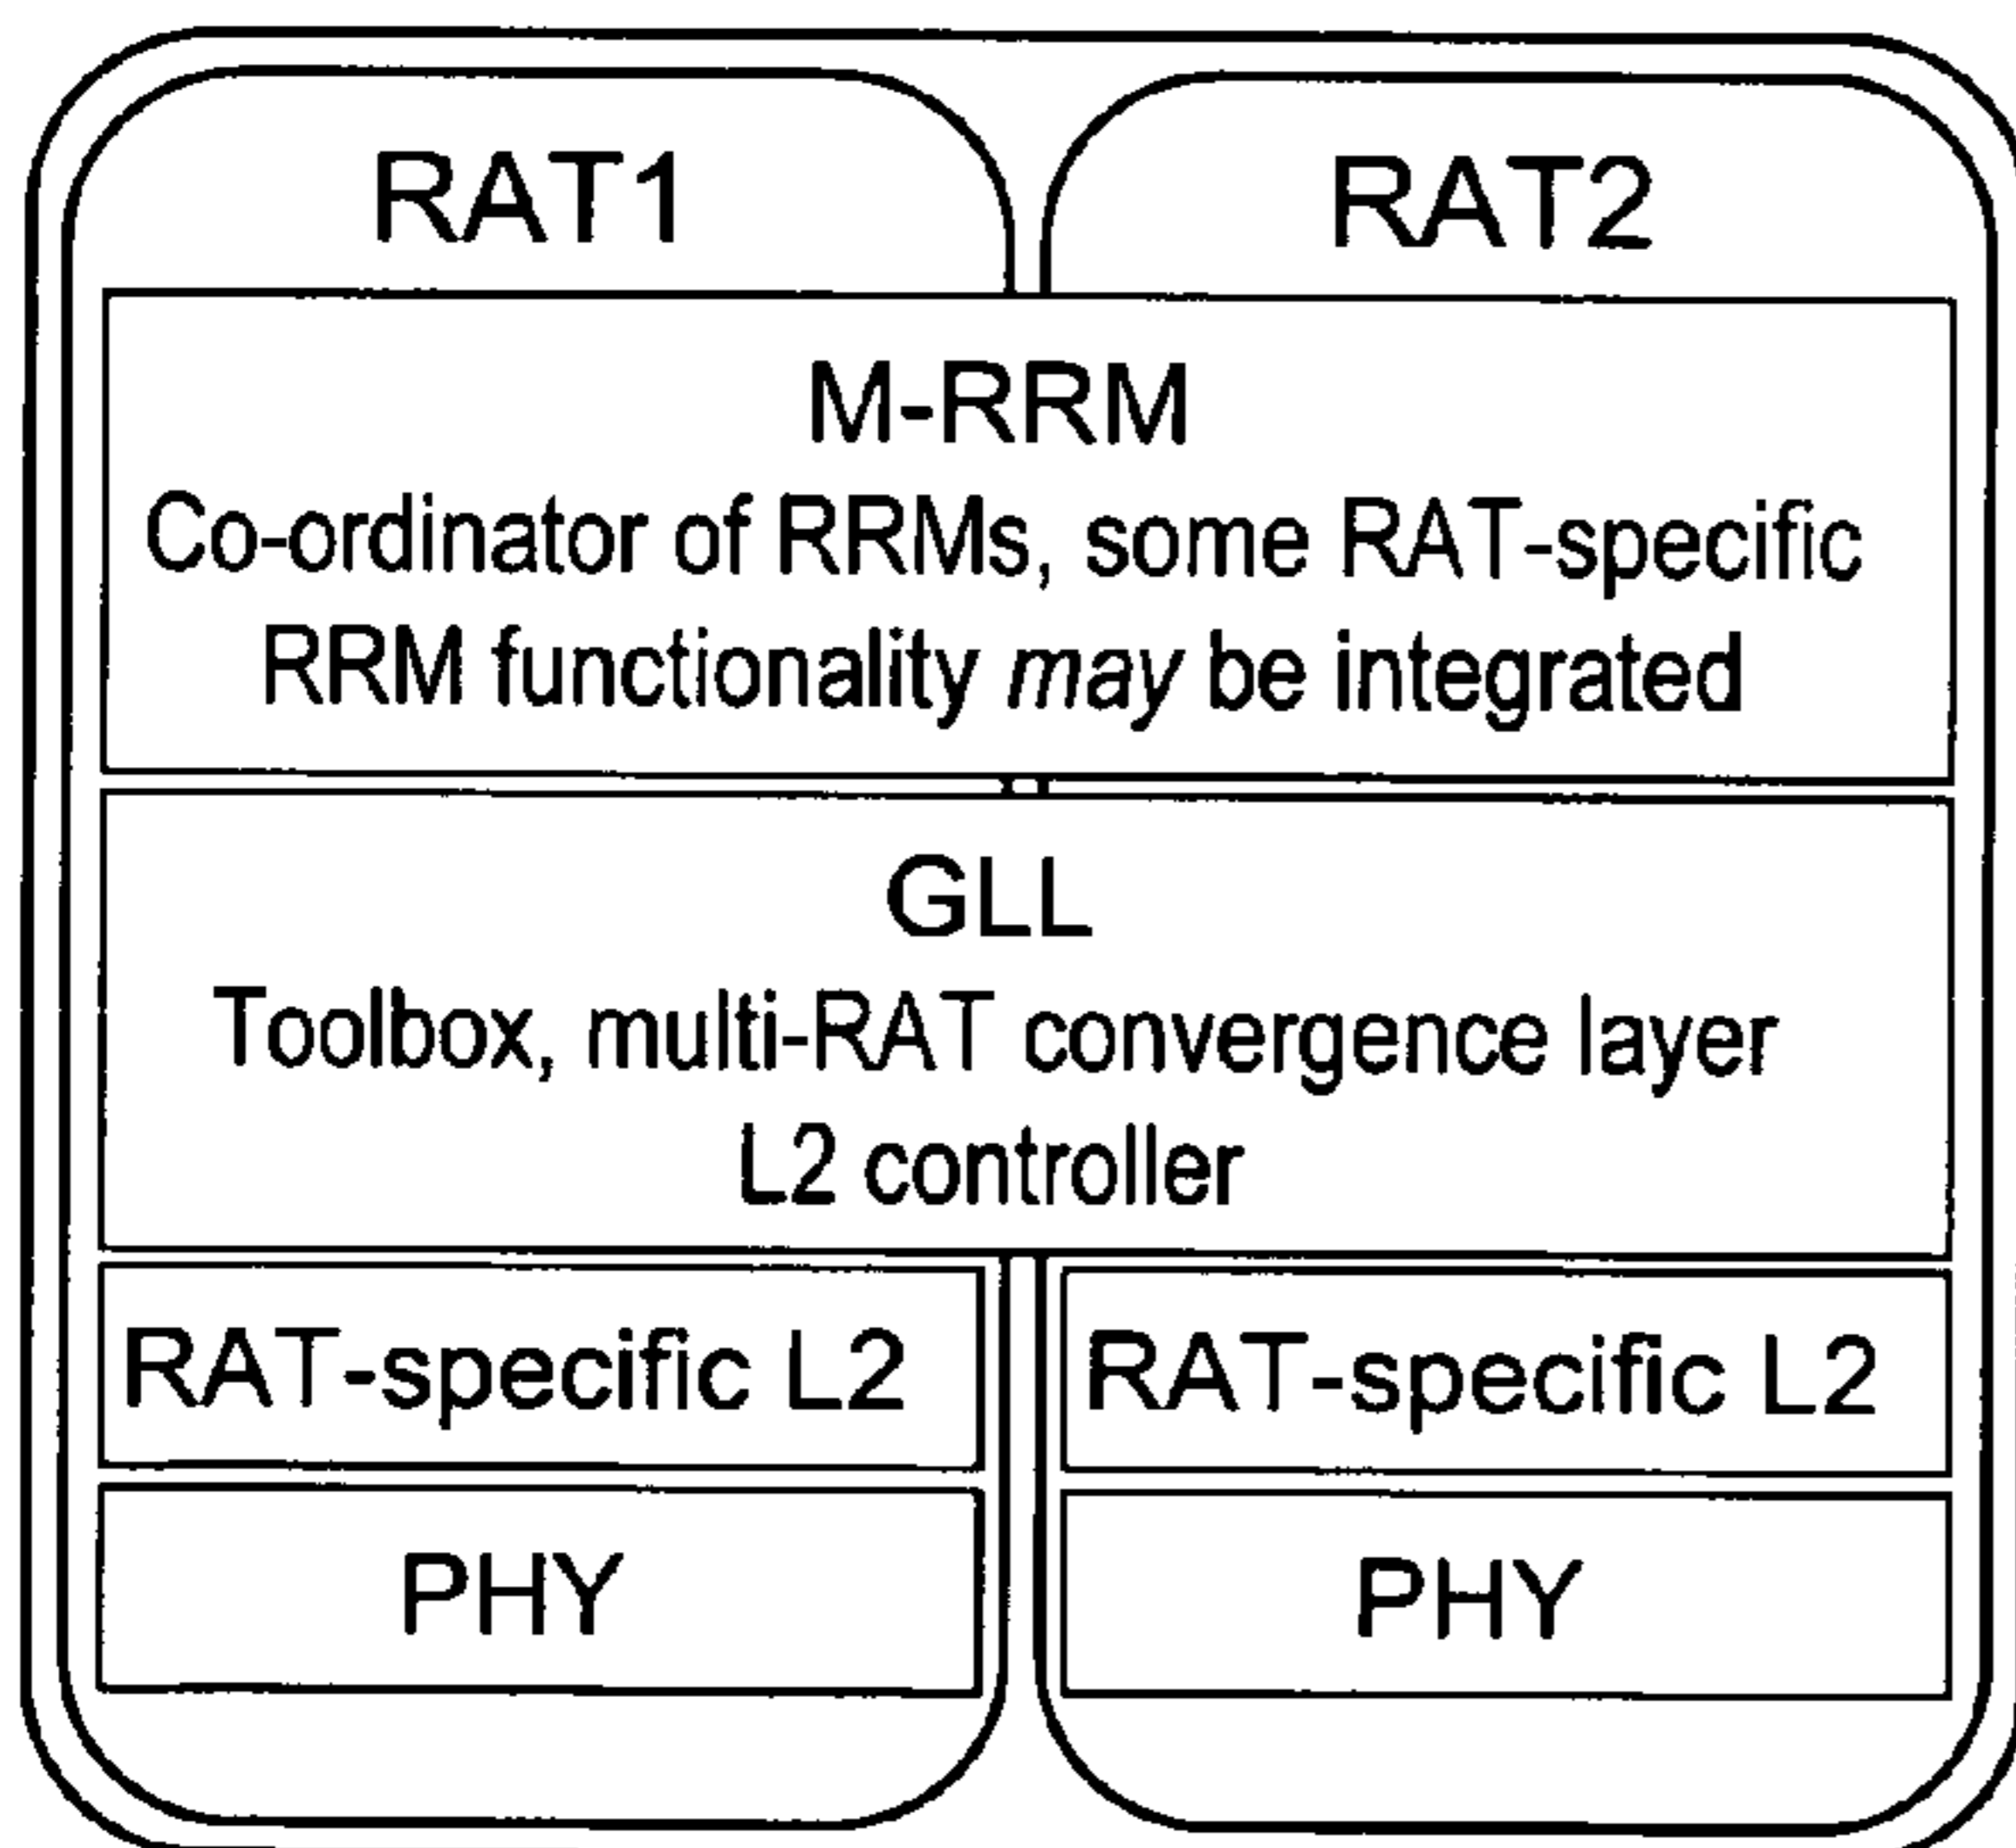 RAT1
RAT2
M-RRM
Co-ordinator of RRMs, some RAT-specific
RRM functionality may be integrated
GLL
Toolbox, multi-RAT convergence layer
L2 controller
RAT-specific L2
RAT-specific L2
PHY
PHY